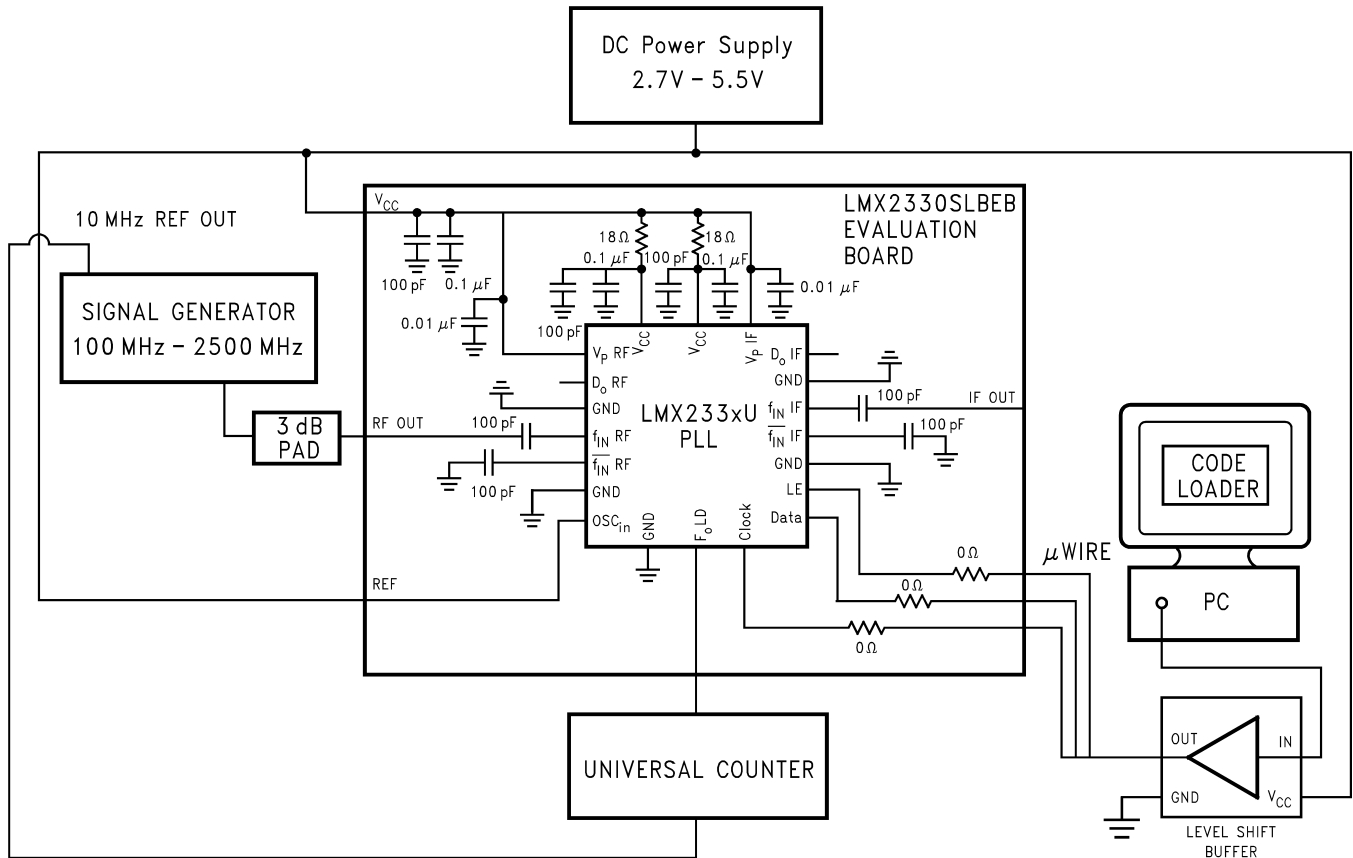 DC Power Supply
2.7V – 5.5V
10 MHz REF OUT
SIGNAL GENERATOR
100 MHz – 2500 MHz
3 dB
PAD
LMX2330SLBEB
EVALUATION
BOARD
VCC
100 pF
0.1 μF
0.01 μF
18Ω
18Ω
0.1 μF
100 pF
0.1 μF
100 pF
0.01 μF
VP RF
VCC
VCC
VP IF
Do IF
Do RF
GND
GND
fIN RF
fIN IF
fIN RF
fIN IF
GND
GND
LE
OSCin
Data
GND
FoLD
Clock
LMX233xU
PLL
RF OUT
100 pF
100 pF
100 pF
IF OUT
100 pF
REF
0Ω
0Ω
0Ω
μWIRE
CODE
LOADER
PC
UNIVERSAL COUNTER
OUT
IN
GND
VCC
LEVEL SHIFT
BUFFER